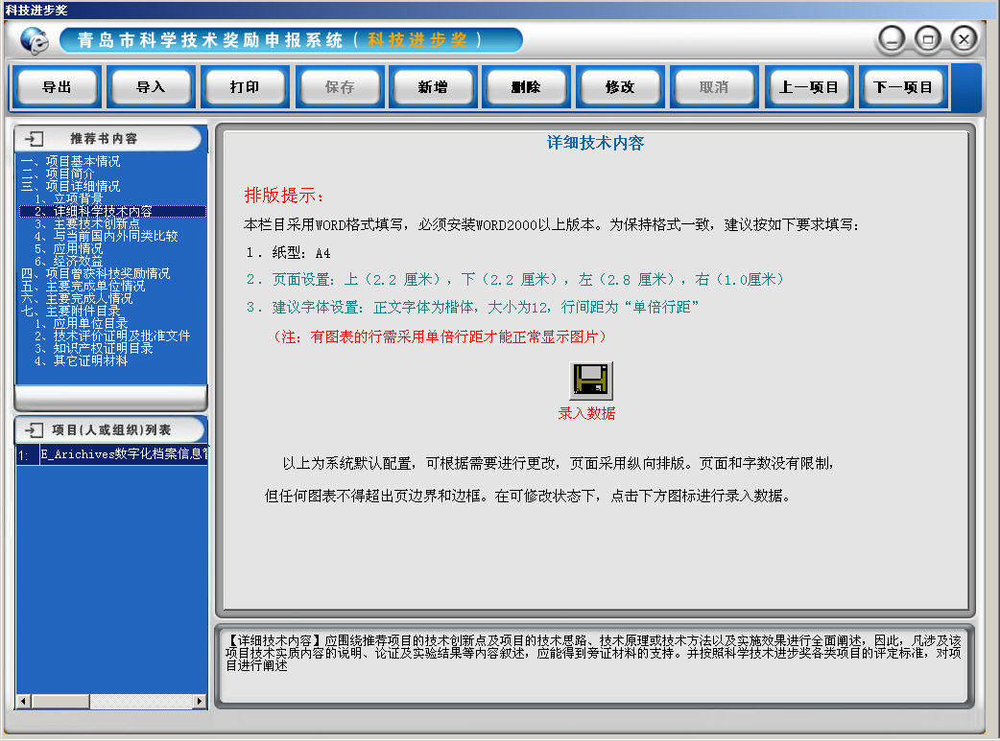 科技进步奖
青岛市科学技术奖励申报系统(科技进步奖)
导出 导入 打印 保存 新增 删除 修改 取消 上一项目 下一项目
推荐书内容
一、项目基本情况
二、项目简介
三、项目详细情况
1、立项背景
2、详细科学技术内容
3、主要技术创新点
4、与当前国内外同类比较
5、应用情况
6、经济效益
四、项目曾获科技奖励情况
五、主要完成单位情况
六、主要完成人情况
七、主要附件目录
1、应用单位目录
2、技术评价证明及批准文件
3、知识产权证明目录
4、其它证明材料
项目(人或组织)列表
1: E_Arichives数字化档案信息管
详细技术内容
排版提示：
本栏目采用WORD格式填写，必须安装WORD2000以上版本。为保持格式一致，建议按如下要求填写：
1．纸型：A4
2．页面设置：上（2.2 厘米），下（2.2 厘米），左（2.8 厘米），右（1.0厘米）
3．建议字体设置：正文字体为楷体，大小为12，行间距为“单倍行距”
（注：有图表的行需采用单倍行距才能正常显示图片）
录入数据
以上为系统默认配置，可根据需要进行更改，页面采用纵向排版。页面和字数没有限制，
但任何图表不得超出页边界和边框。在可修改状态下，点击下方图标进行录入数据。
【详细技术内容】应围绕推荐项目的技术创新点及项目的技术思路、技术原理或技术方法以及实施效果进行全面阐述，因此，凡涉及该
项目技术实质内容的说明、论证及实验结果等内容叙述，应能得到旁证材料的支持。并按照科学技术进步奖各类项目的评定标准，对项
目进行阐述